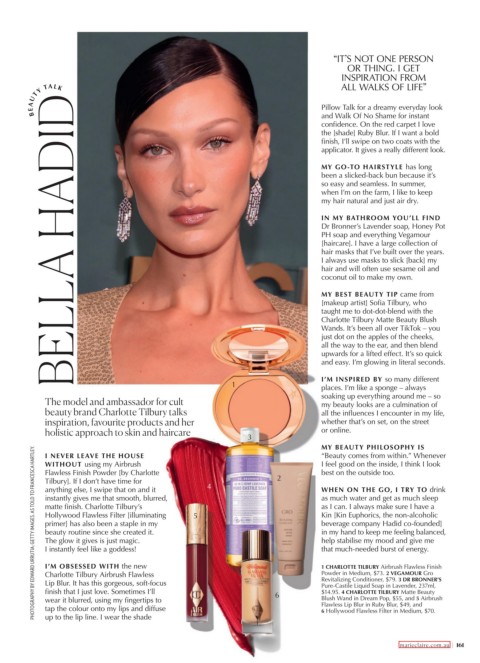 BEAUTY TALK
BELLA HADID
"IT'S NOT ONE PERSON
OR THING. I GET
INSPIRATION FROM
ALL WALKS OF LIFE"
The model and ambassador for cult
beauty brand Charlotte Tilbury talks
inspiration, favourite products and her
holistic approach to skin and haircare
I NEVER LEAVE THE HOUSE
WITHOUT using my Airbrush
Flawless Finish Powder [by Charlotte
Tilbury]. If I don't have time for
anything else, I swipe that on and it
instantly gives me that smooth, blurred,
matte finish. Charlotte Tilbury's
Hollywood Flawless Filter [illuminating
primer] has also been a staple in my
beauty routine since she created it.
The glow it gives is just magic.
I instantly feel like a goddess!
I'M OBSESSED WITH the new
Charlotte Tilbury Airbrush Flawless
Lip Blur. It has this gorgeous, soft-focus
finish that I just love. Sometimes I'll
wear it blurred, using my fingertips to
tap the colour onto my lips and diffuse
up to the lip line. I wear the shade
Pillow Talk for a dreamy everyday look
and Walk Of No Shame for instant
confidence. On the red carpet I love
the [shade] Ruby Blur. If I want a bold
finish, I'll swipe on two coats with the
applicator. It gives a really different look.
MY GO-TO HAIRSTYLE has long
been a slicked-back bun because it's
so easy and seamless. In summer,
when I'm on the farm, I like to keep
my hair natural and just air dry.
IN MY BATHROOM YOU'LL FIND
Dr Bronner's Lavender soap, Honey Pot
PH soap and everything Vegamour
[haircare]. I have a large collection of
hair masks that I've built over the years.
I always use masks to slick [back] my
hair and will often use sesame oil and
coconut oil to make my own.
MY BEST BEAUTY TIP came from
[makeup artist] Sofia Tilbury, who
taught me to dot-dot-blend with the
Charlotte Tilbury Matte Beauty Blush
Wands. It's been all over TikTok – you
just dot on the apples of the cheeks,
all the way to the ear, and then blend
upwards for a lifted effect. It's so quick
and easy. I'm glowing in literal seconds.
I'M INSPIRED BY so many different
places. I'm like a sponge – always
soaking up everything around me – so
my beauty looks are a culmination of
all the influences I encounter in my life,
whether that's on set, on the street
or online.
MY BEAUTY PHILOSOPHY IS
"Beauty comes from within." Whenever
I feel good on the inside, I think I look
best on the outside too.
WHEN ON THE GO, I TRY TO drink
as much water and get as much sleep
as I can. I always make sure I have a
Kin [Kin Euphorics, the non-alcoholic
beverage company Hadid co-founded]
in my hand to keep me feeling balanced,
help stabilise my mood and give me
that much-needed burst of energy.
1 CHARLOTTE TILBURY Airbrush Flawless Finish
Powder in Medium, $73. 2 VEGAMOUR Gro
Revitalizing Conditioner, $79. 3 DR BRONNER'S
Pure-Castile Liquid Soap in Lavender, 237ml,
$14.95. 4 CHARLOTTE TILBURY Matte Beauty
Blush Wand in Dream Pop, $55, and 5 Airbrush
Flawless Lip Blur in Ruby Blur, $49, and
6 Hollywood Flawless Filter in Medium, $70.
1
2
3
4
5
6
marieclaire.com.au | 161